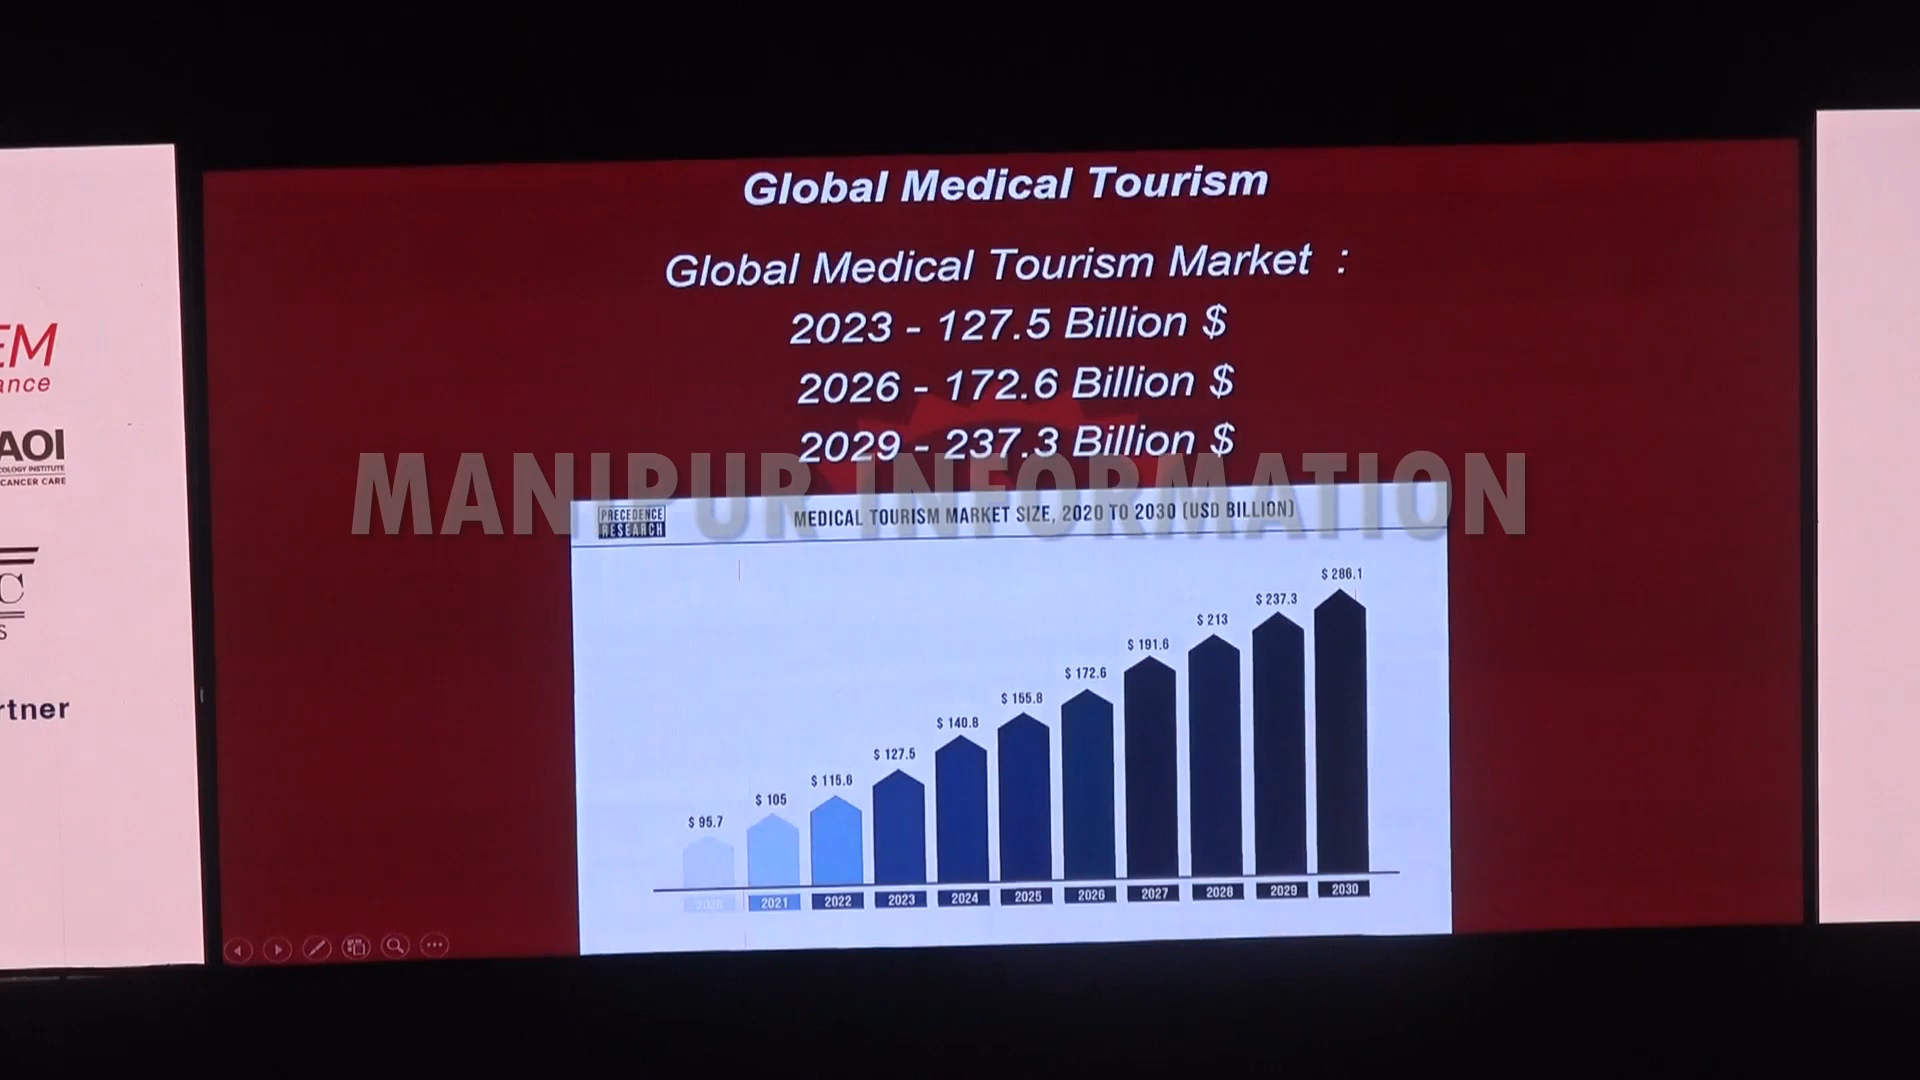 Global Medical Tourism
Global Medical Tourism Market :
2023 - 127.5 Billion $
2026 - 172.6 Billion $
2029 - 237.3 Billion $
MANIPUR INFORMATION
PRECEDENCE
RESEARCH
MEDICAL TOURISM MARKET SIZE, 2020 TO 2030 (USD BILLION)
$ 95.7
$ 105
$ 115.6
$ 127.5
$ 140.8
$ 155.8
$ 172.6
$ 191.6
$ 213
$ 237.3
$ 286.1
2020
2021
2022
2023
2024
2025
2026
2027
2028
2029
2030
EM
ance
AOI
COLOGY INSTITUTE
CANCER CARE
C
S
rtner